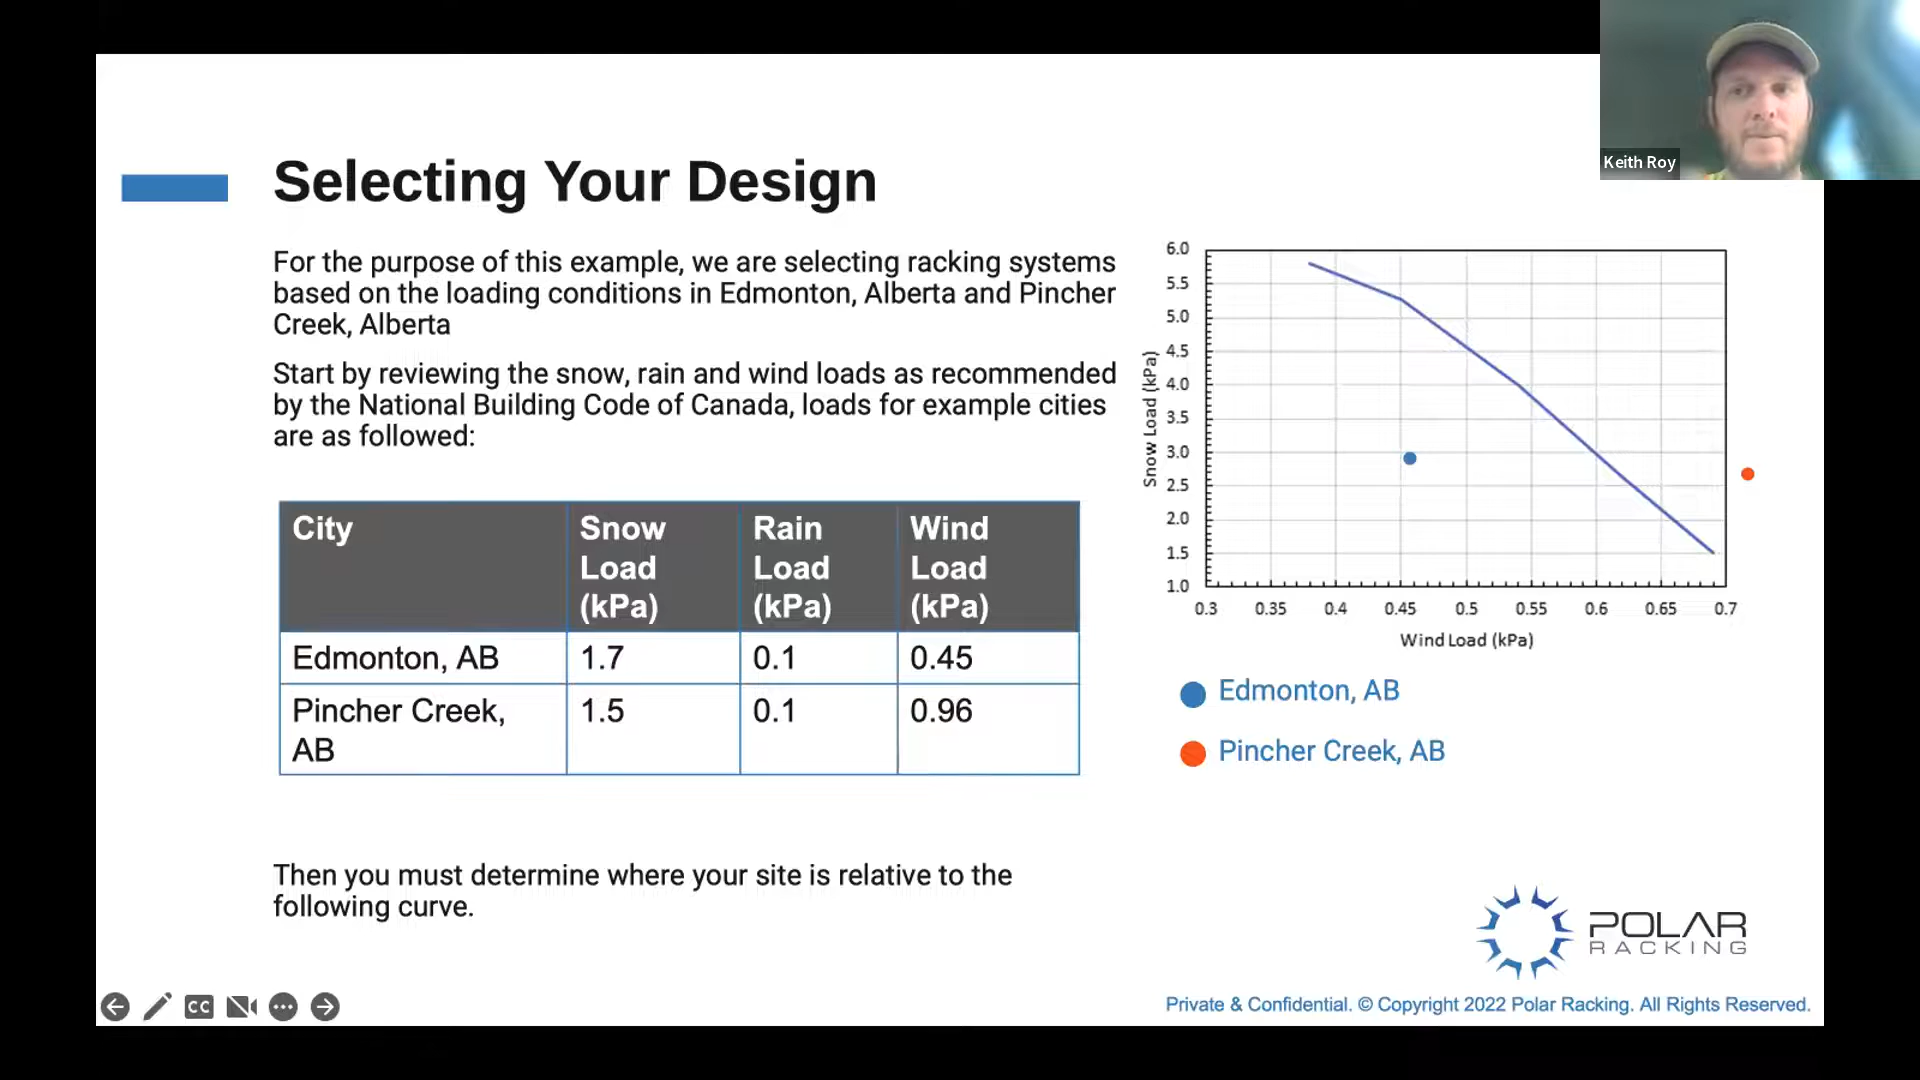 Keith Roy
Selecting Your Design
For the purpose of this example, we are selecting racking systems
based on the loading conditions in Edmonton, Alberta and Pincher
Creek, Alberta
Start by reviewing the snow, rain and wind loads as recommended
by the National Building Code of Canada, loads for example cities
are as followed:
City Snow Load (kPa) Rain Load (kPa) Wind Load (kPa)
Edmonton, AB 1.7 0.1 0.45
Pincher Creek, AB 1.5 0.1 0.96
Then you must determine where your site is relative to the
following curve.
Snow Load (kPa)
6.0
5.5
5.0
4.5
4.0
3.5
3.0
2.5
2.0
1.5
1.0
0.3 0.35 0.4 0.45 0.5 0.55 0.6 0.65 0.7
Wind Load (kPa)
Edmonton, AB
Pincher Creek, AB
POLAR
RACKING
CC
Private & Confidential. © Copyright 2022 Polar Racking. All Rights Reserved.